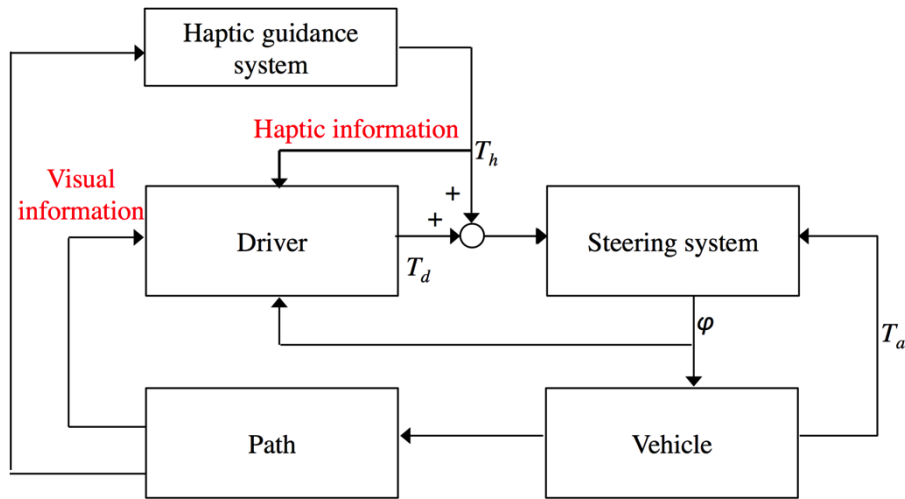 Haptic guidance
system
Haptic information
T_h
Visual
information
+
+
Driver
Steering system
T_d
φ
T_a
Path
Vehicle